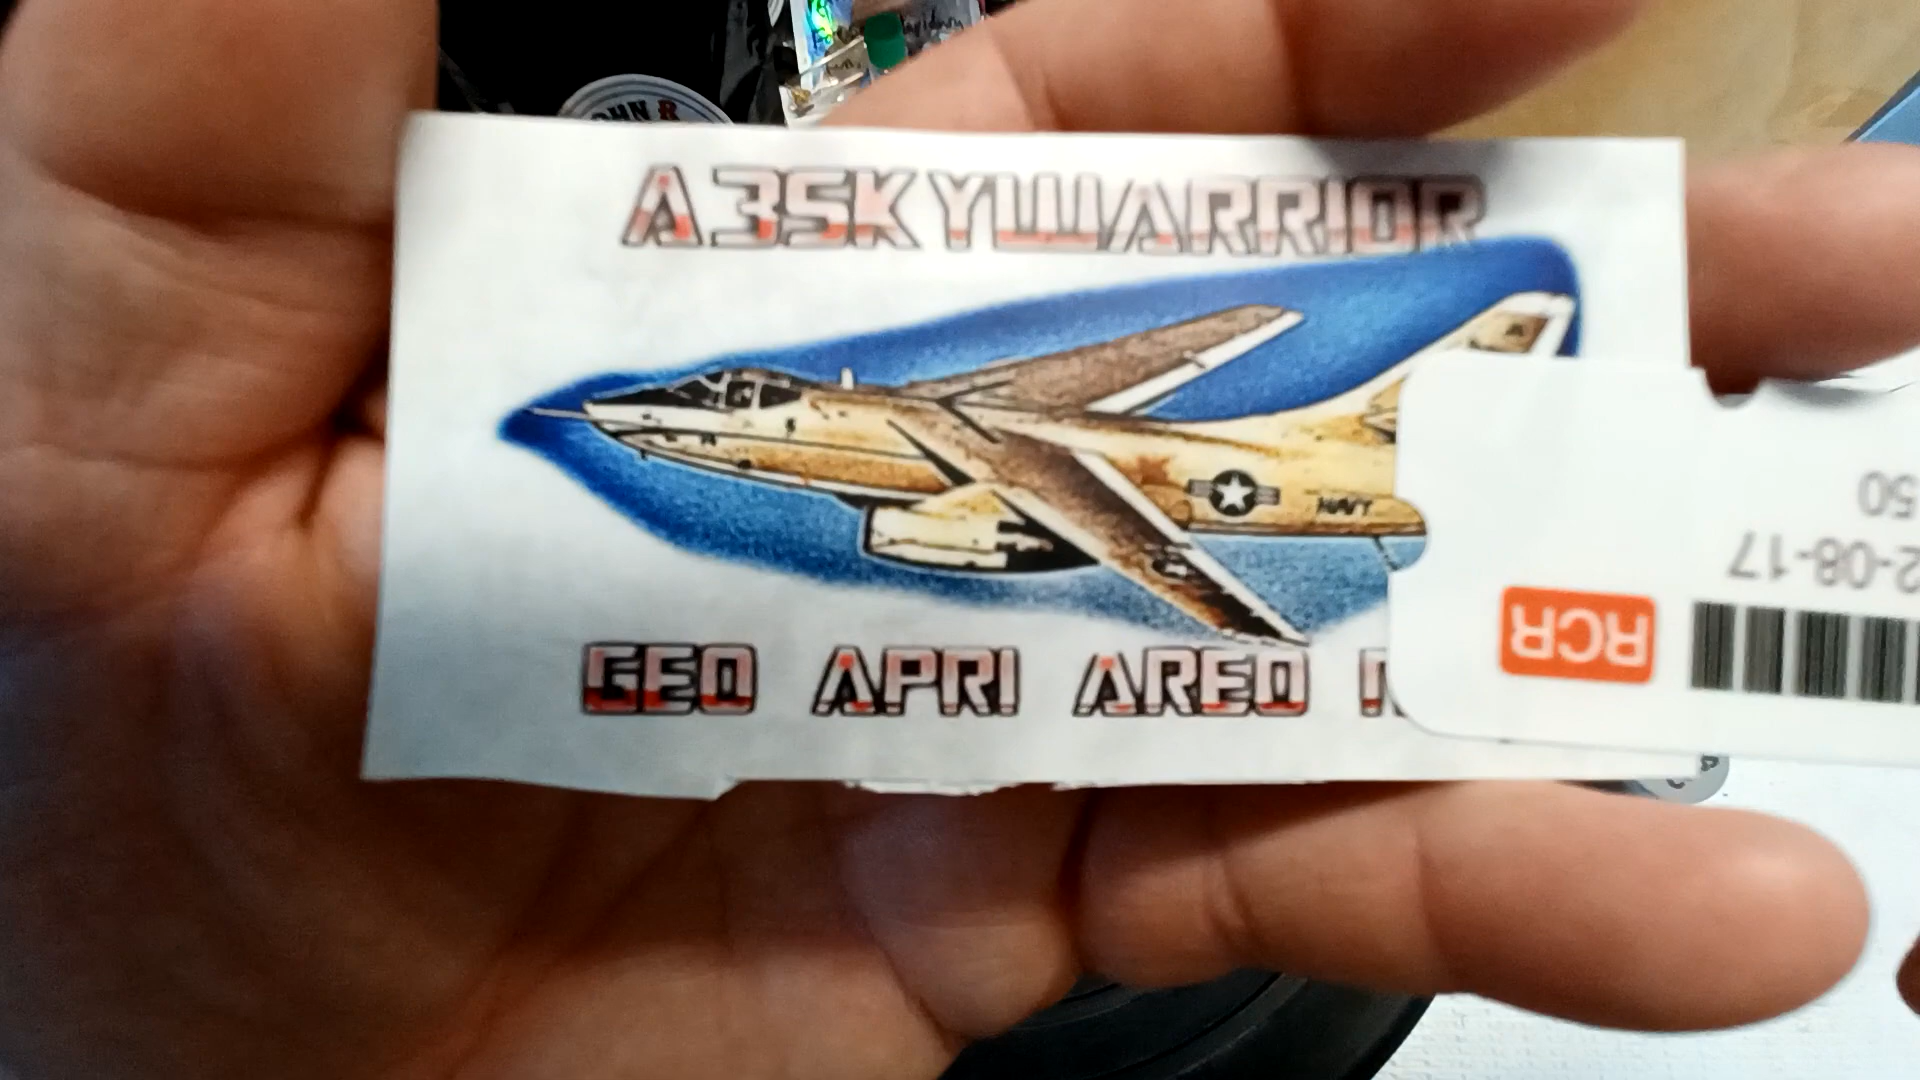 A3SKYWARRIOR
NAVY
GEO APRI AREO
50
2-08-17
RCR